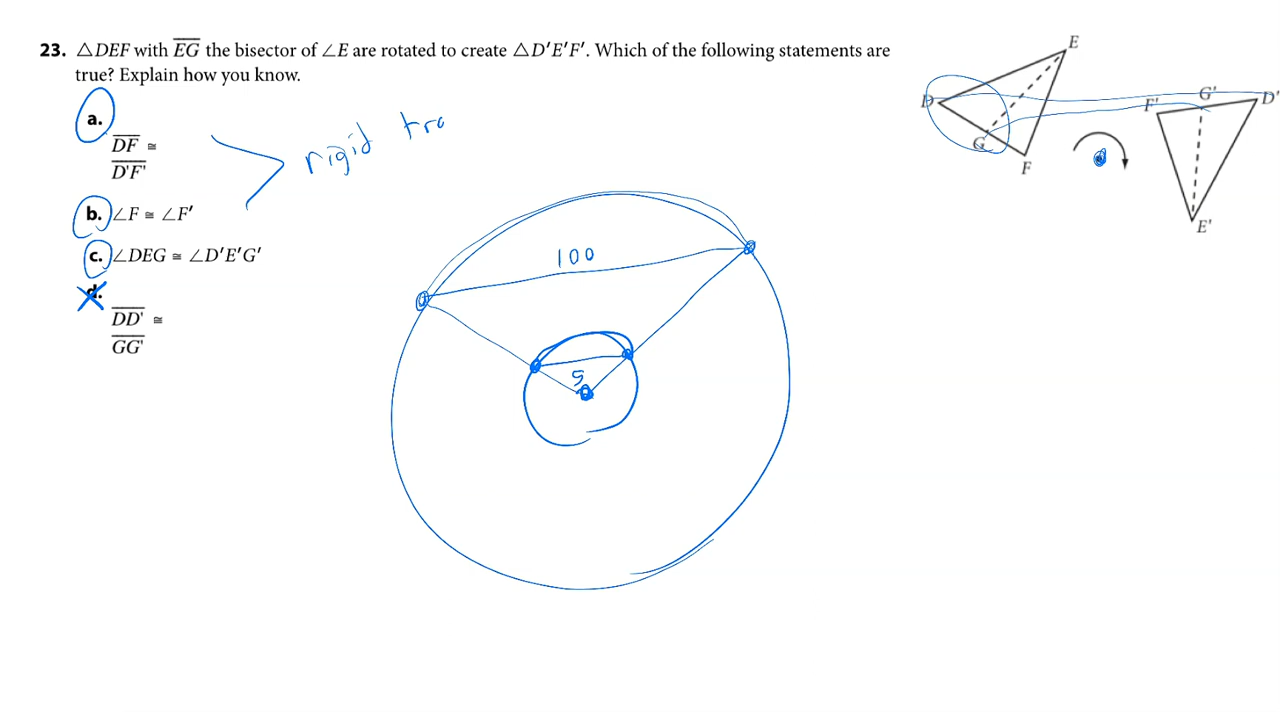 23. △DEF with EG the bisector of ∠E are rotated to create △D′E′F′. Which of the following statements are
true? Explain how you know.
a.
DF ≅
D'F'
b. ∠F ≅ ∠F′
c. ∠DEG ≅ ∠D′E′G′
d.
DD' ≅
GG'
rigid tra
100
5
E
D
G
F
F'
G'
D'
E'